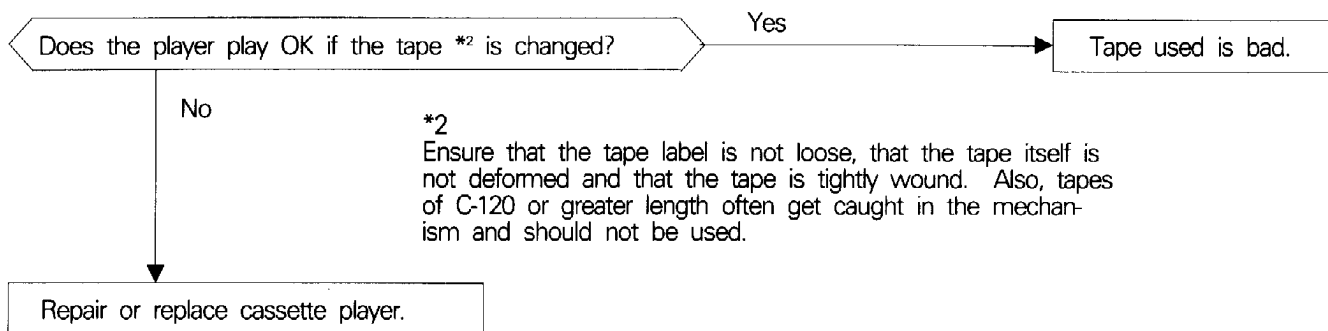 Does the player play OK if the tape *2 is changed?
Yes
Tape used is bad.
No
*2
Ensure that the tape label is not loose, that the tape itself is
not deformed and that the tape is tightly wound. Also, tapes
of C-120 or greater length often get caught in the mechan-
ism and should not be used.
Repair or replace cassette player.